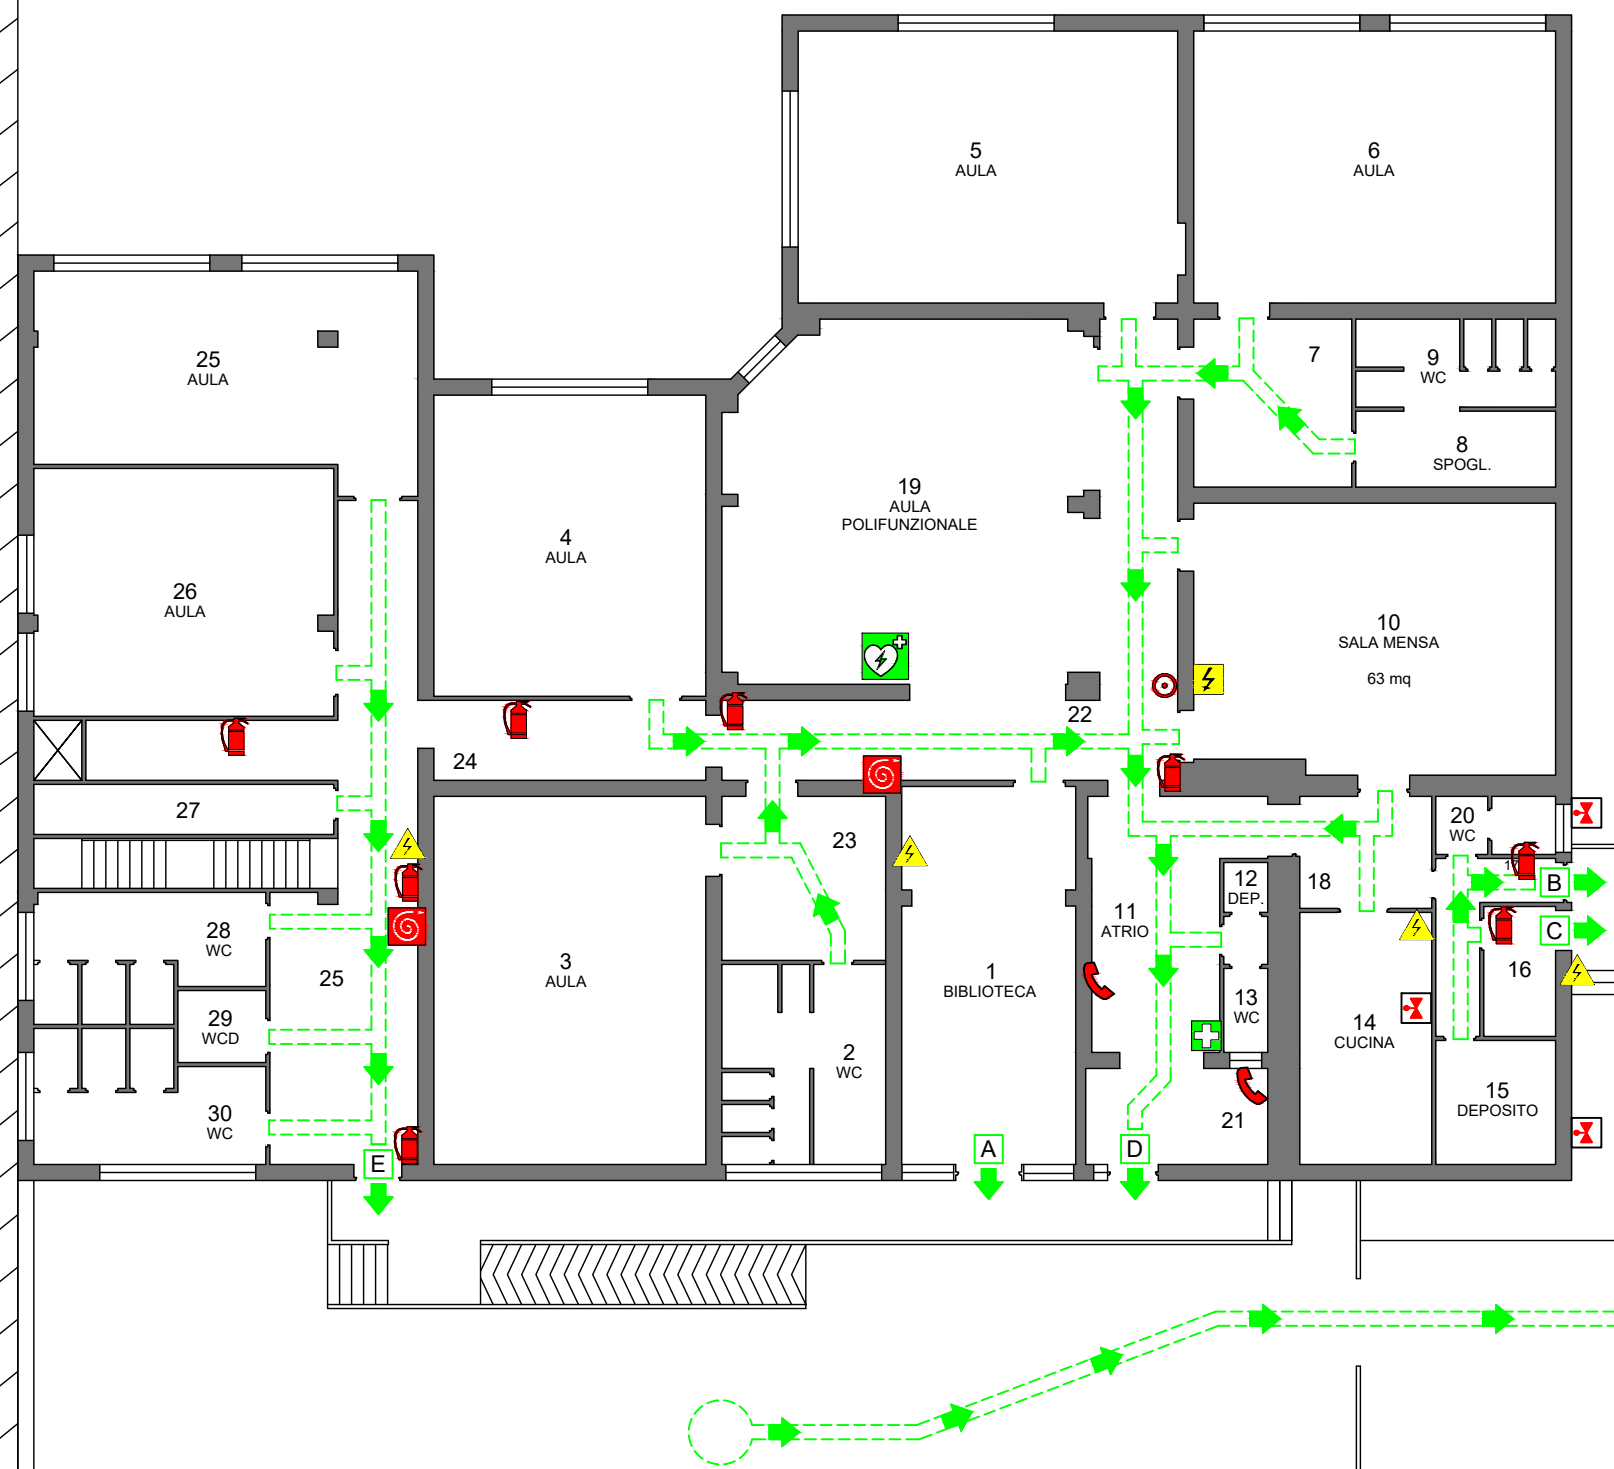 5
AULA
6
AULA
7
9
WC
8
SPOGL.
25
AULA
4
AULA
19
AULA
POLIFUNZIONALE
26
AULA
10
SALA MENSA
63 mq
22
24
27
23
20
WC
17
B
18
12
DEP.
11
ATRIO
C
28
WC
25
3
AULA
1
BIBLIOTECA
16
29
WCD
13
WC
14
CUCINA
2
WC
15
DEPOSITO
30
WC
21
E
A
D